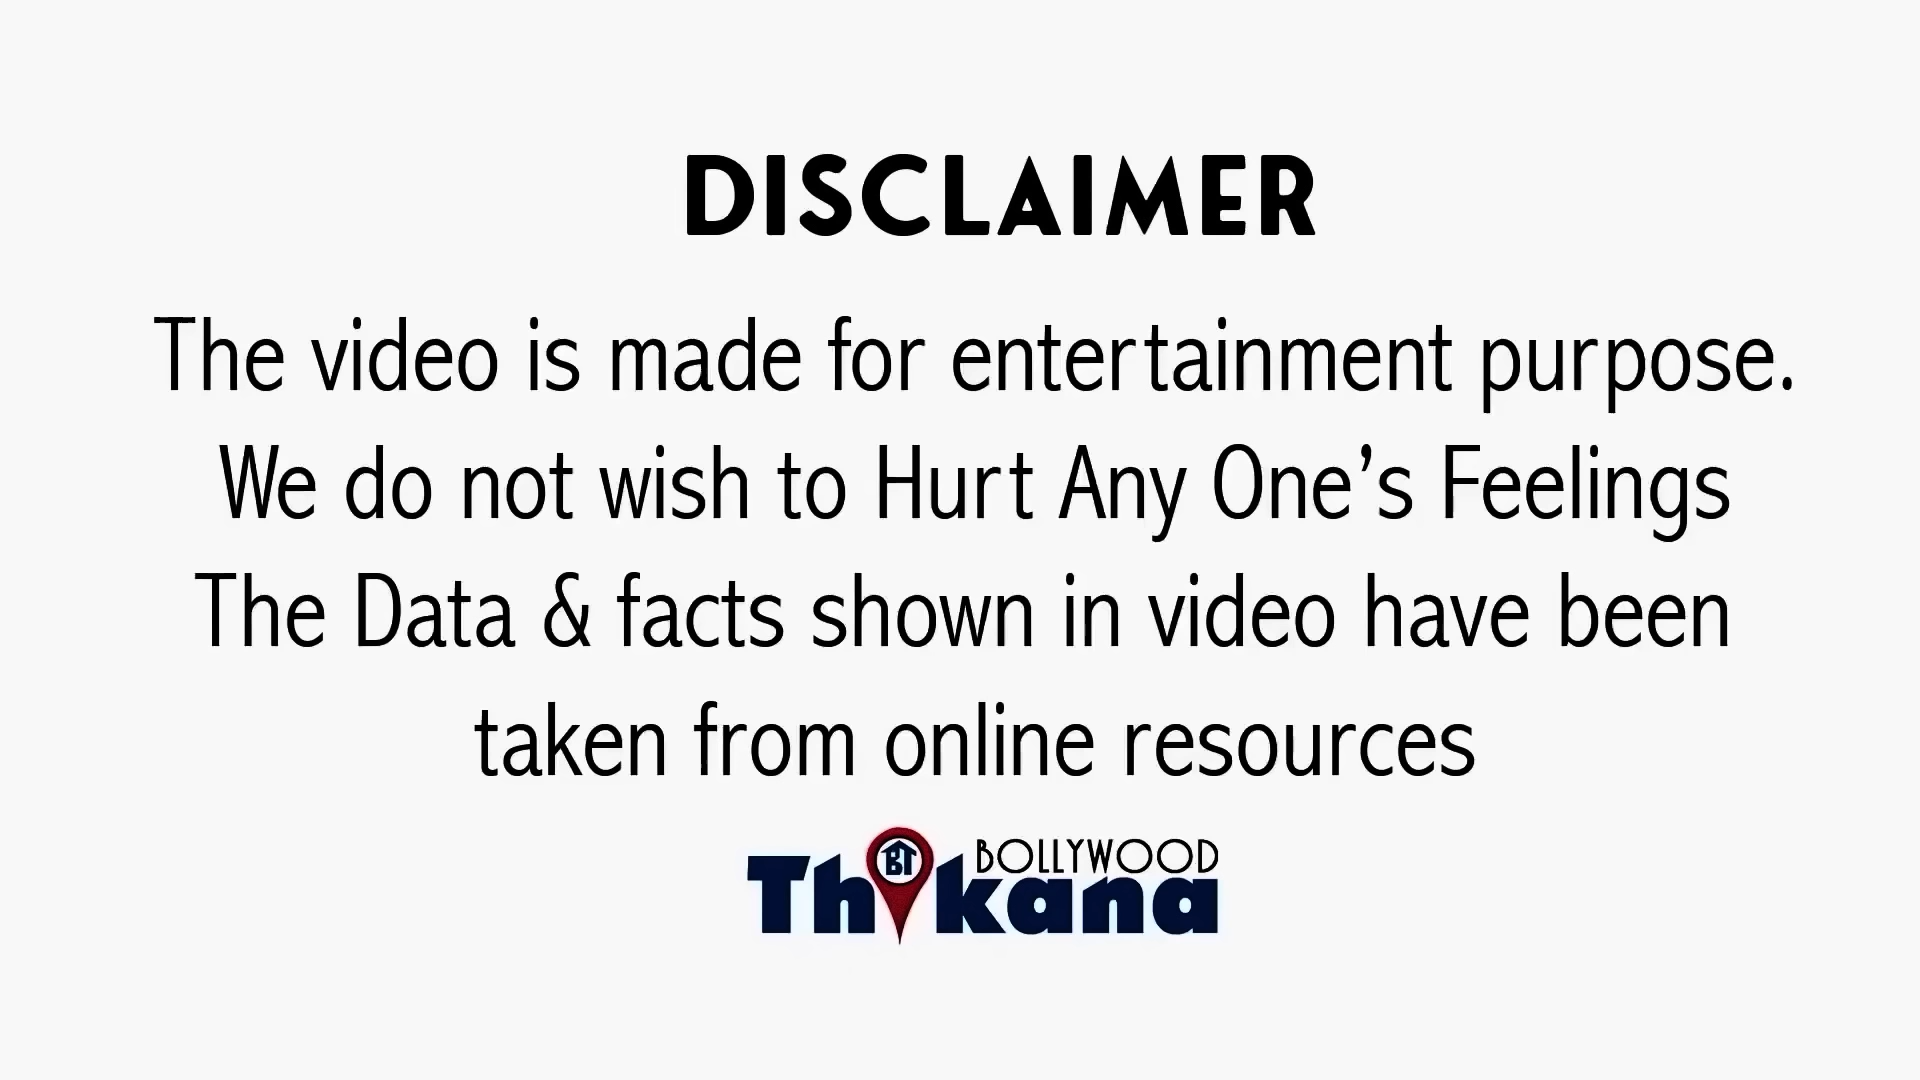 DISCLAIMER
The video is made for entertainment purpose.
We do not wish to Hurt Any One’s Feelings
The Data & facts shown in video have been
taken from online resources
BOLLYWOOD
BT
Thikana